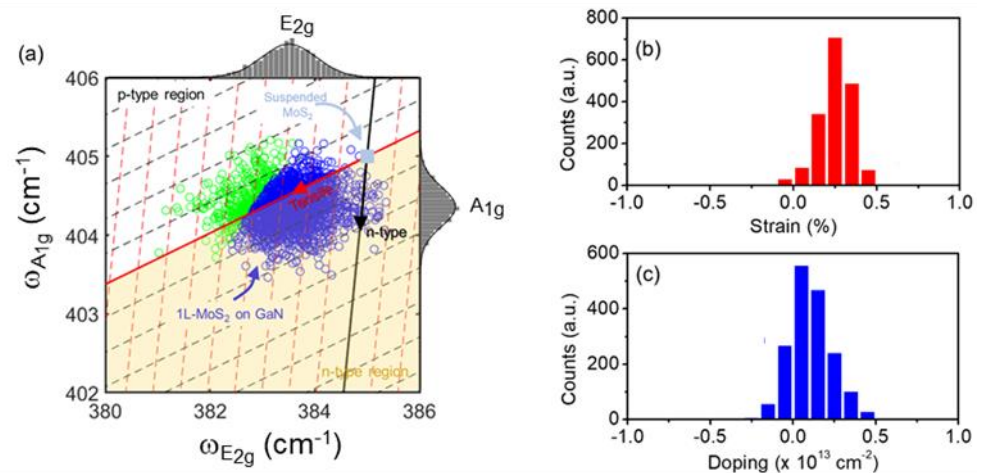 (a)
E2g
406
405
404
403
402
ωA1g (cm-1)
p-type region
Suspended
MoS2
Tensile
n-type
1L-MoS2 on GaN
n-type region
A1g
380 382 384 386
ωE2g (cm-1)
(b)
800
600
400
200
0
Counts (a.u.)
-1.0 -0.5 0.0 0.5 1.0
Strain (%)
(c)
600
400
200
0
Counts (a.u.)
-1.0 -0.5 0.0 0.5 1.0
Doping (x 10¹³ cm⁻²)